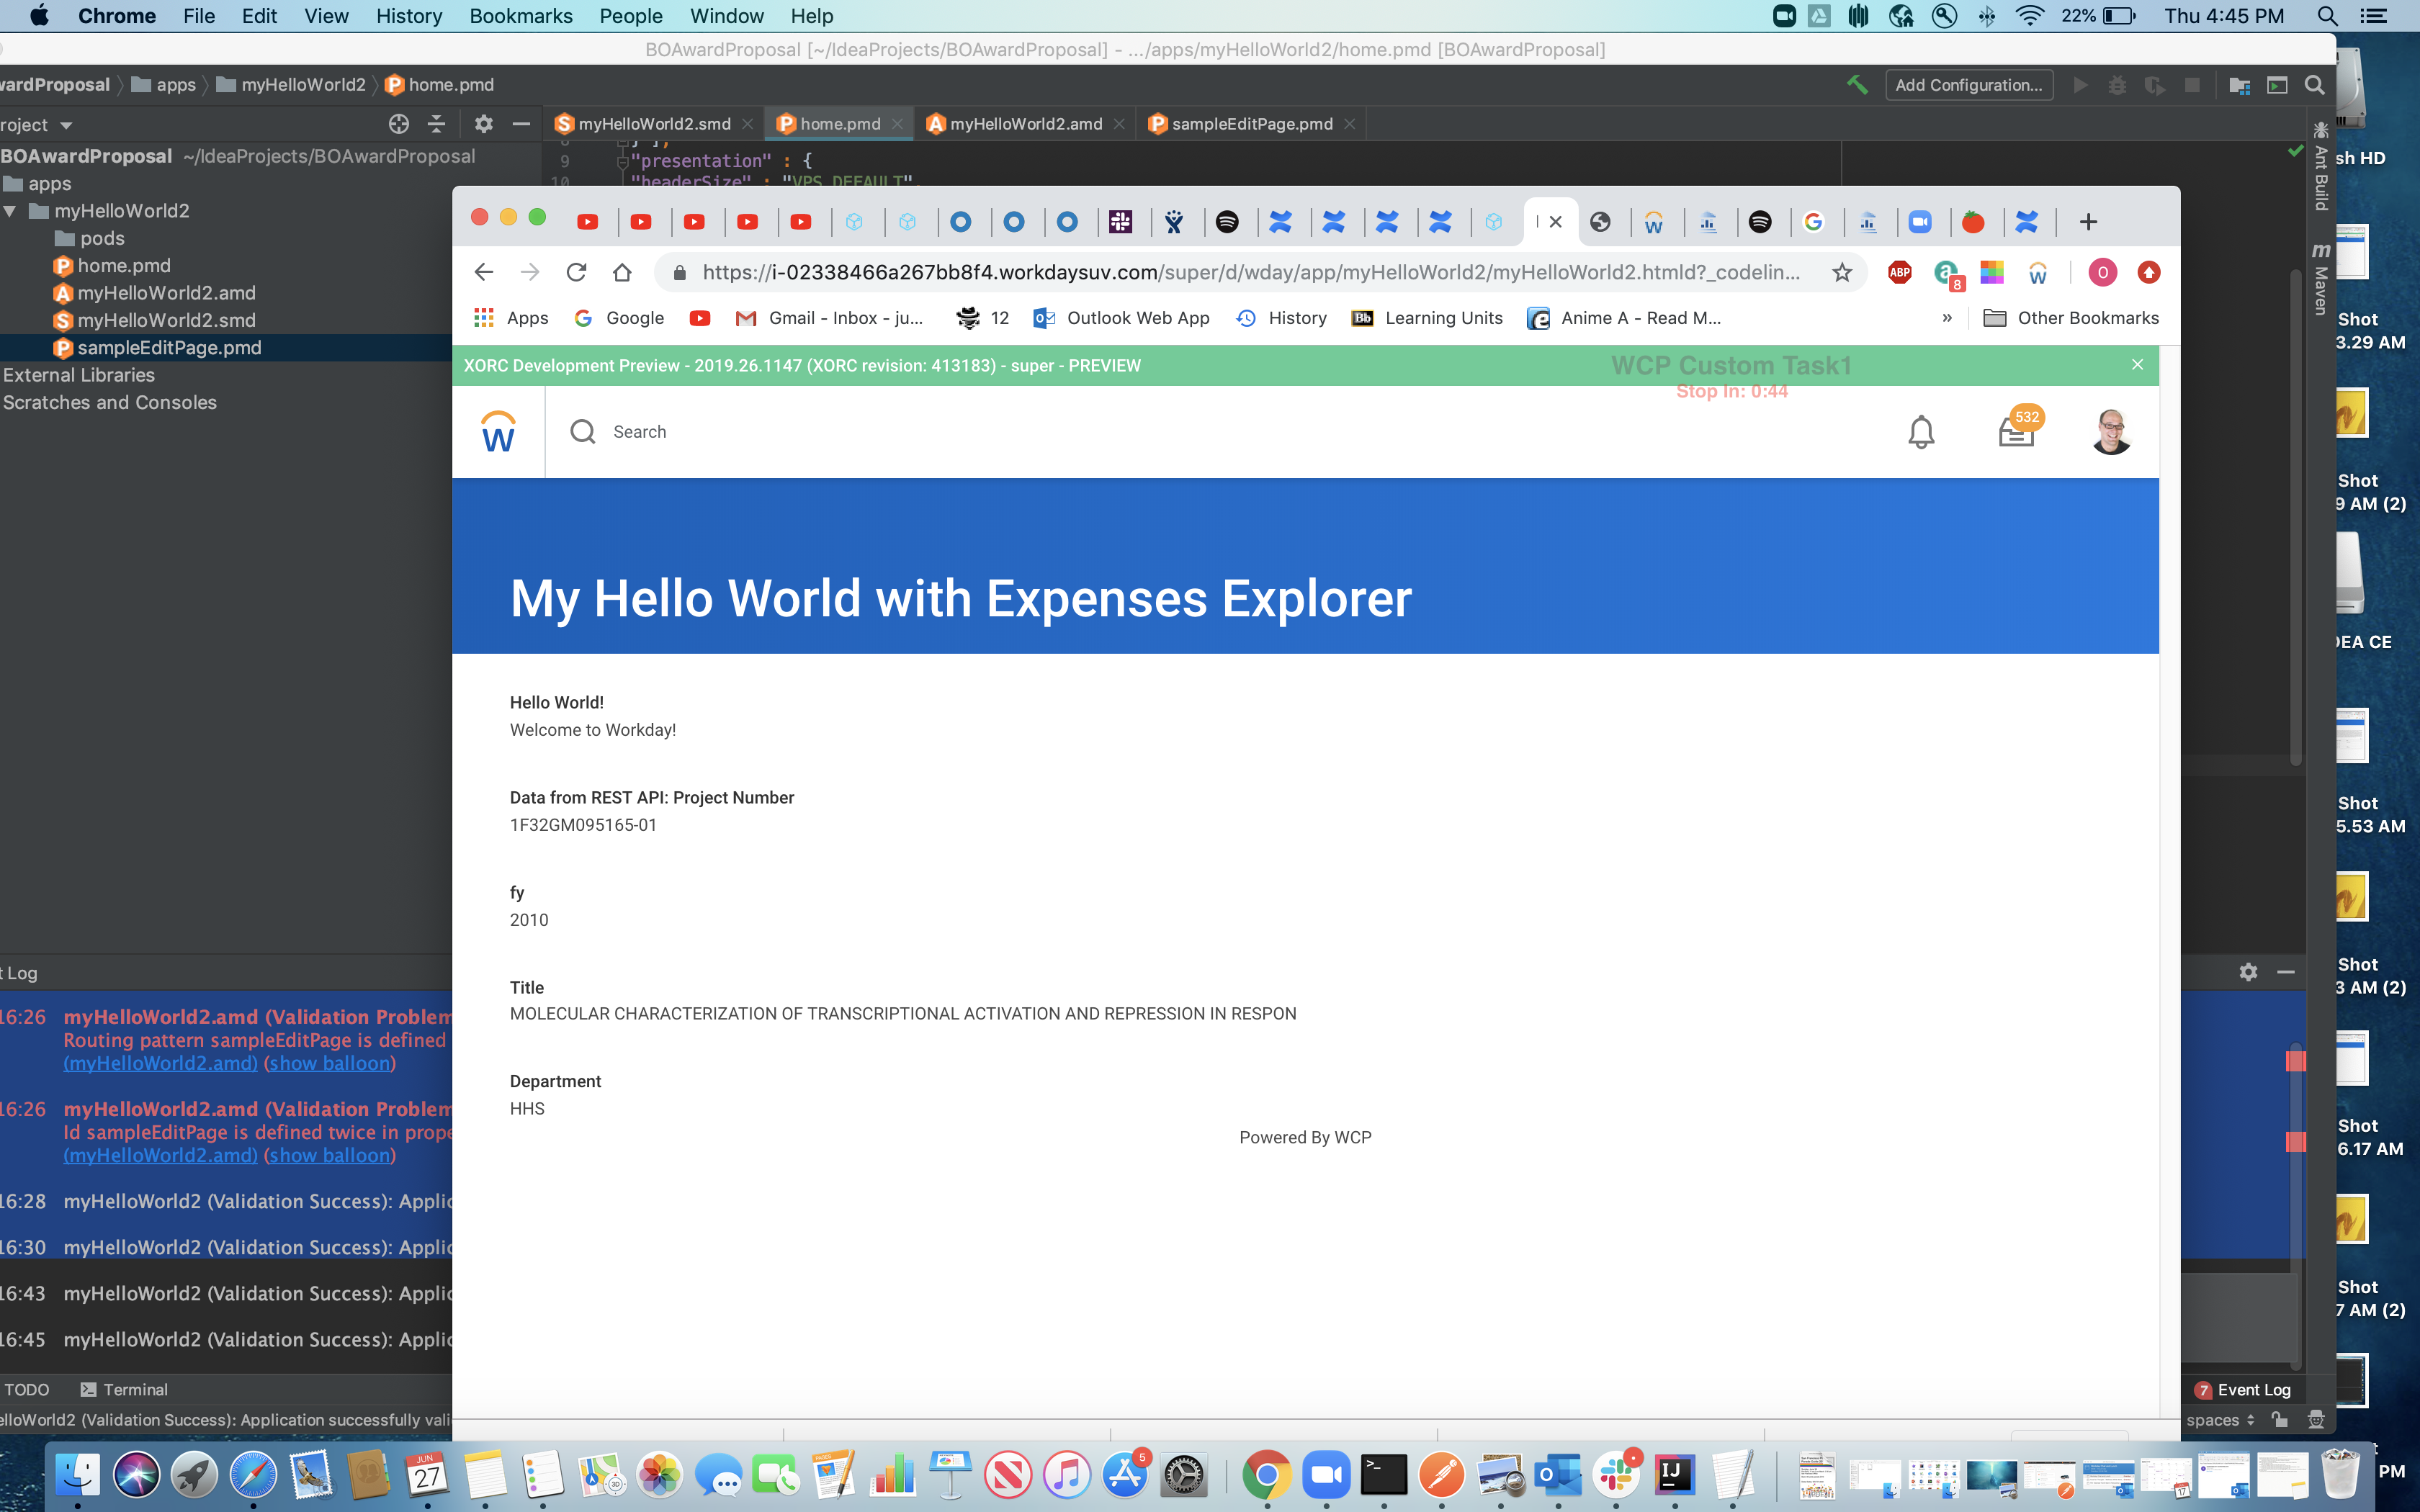 Chrome File Edit View History Bookmarks People Window Help
22% Thu 4:45 PM
BOAwardProposal [~/IdeaProjects/BOAwardProposal] - .../apps/myHelloWorld2/home.pmd [BOAwardProposal]
wardProposal apps myHelloWorld2 home.pmd
Add Configuration...
roject
myHelloWorld2.smd home.pmd myHelloWorld2.amd sampleEditPage.pmd
BOAwardProposal ~/IdeaProjects/BOAwardProposal
apps
myHelloWorld2
pods
home.pmd
myHelloWorld2.amd
myHelloWorld2.smd
sampleEditPage.pmd
External Libraries
Scratches and Consoles
9 "presentation" : {
10 "headerSize" : "VPS_DEFAULT",
Ant Build
Maven
https://i-02338466a267bb8f4.workdaysuv.com/super/d/wday/app/myHelloWorld2/myHelloWorld2.htmld?_codelin...
ABP
8
O
Apps Google Gmail - Inbox - ju... 12 Outlook Web App History Bb Learning Units Anime A - Read M... » Other Bookmarks
XORC Development Preview - 2019.26.1147 (XORC revision: 413183) - super - PREVIEW
WCP Custom Task1
Stop In: 0:44
Search
532
My Hello World with Expenses Explorer
Hello World!
Welcome to Workday!
Data from REST API: Project Number
1F32GM095165-01
fy
2010
Title
MOLECULAR CHARACTERIZATION OF TRANSCRIPTIONAL ACTIVATION AND REPRESSION IN RESPON
Department
HHS
Powered By WCP
t Log
16:26 myHelloWorld2.amd (Validation Problem
Routing pattern sampleEditPage is defined
(myHelloWorld2.amd) (show balloon)
16:26 myHelloWorld2.amd (Validation Problem
Id sampleEditPage is defined twice in prope
(myHelloWorld2.amd) (show balloon)
16:28 myHelloWorld2 (Validation Success): Applic
16:30 myHelloWorld2 (Validation Success): Applic
16:43 myHelloWorld2 (Validation Success): Applic
16:45 myHelloWorld2 (Validation Success): Applic
TODO Terminal
7 Event Log
elloWorld2 (Validation Success): Application successfully vali
spaces
sh HD
Shot
3.29 AM
Shot
9 AM (2)
DEA CE
Shot
5.53 AM
Shot
3 AM (2)
Shot
6.17 AM
Shot
7 AM (2)
PM
JUN
27
5
IJ
17